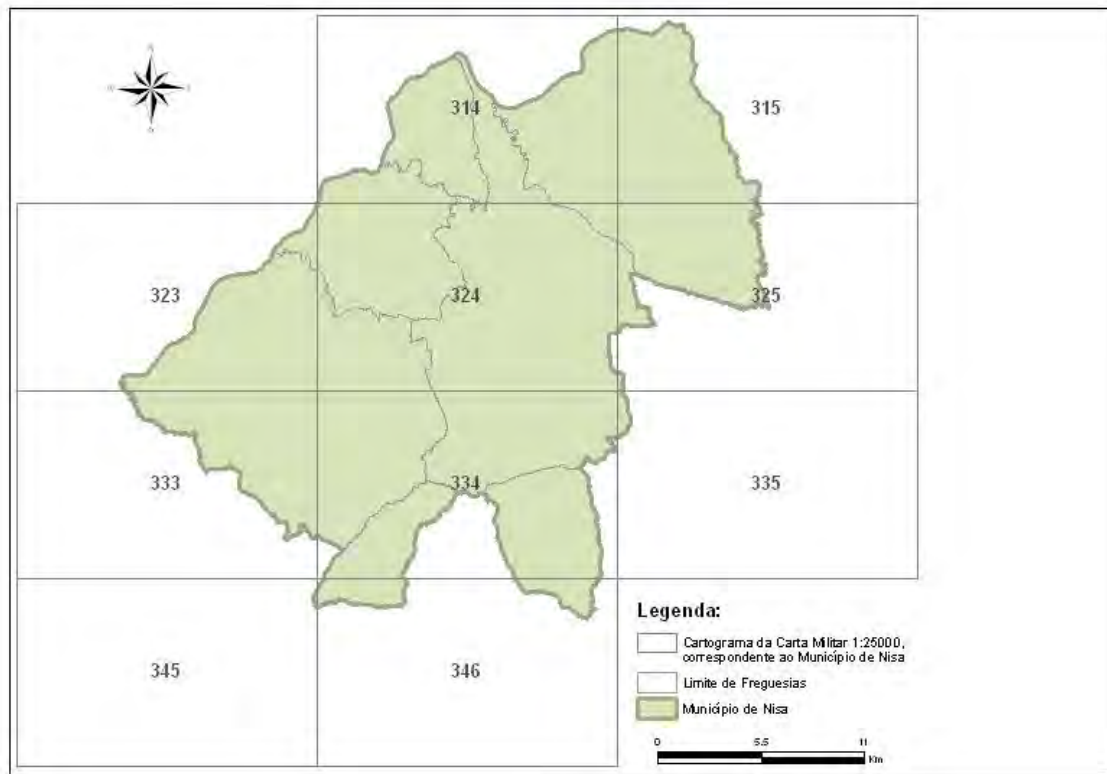 314
315
323
324
325
333
334
335
345
346
Legenda:
Cartograma da Carta Militar 1:25000,
correspondente ao Município de Nisa
Limite de Freguesias
Município de Nisa
0 5.5 11
Km